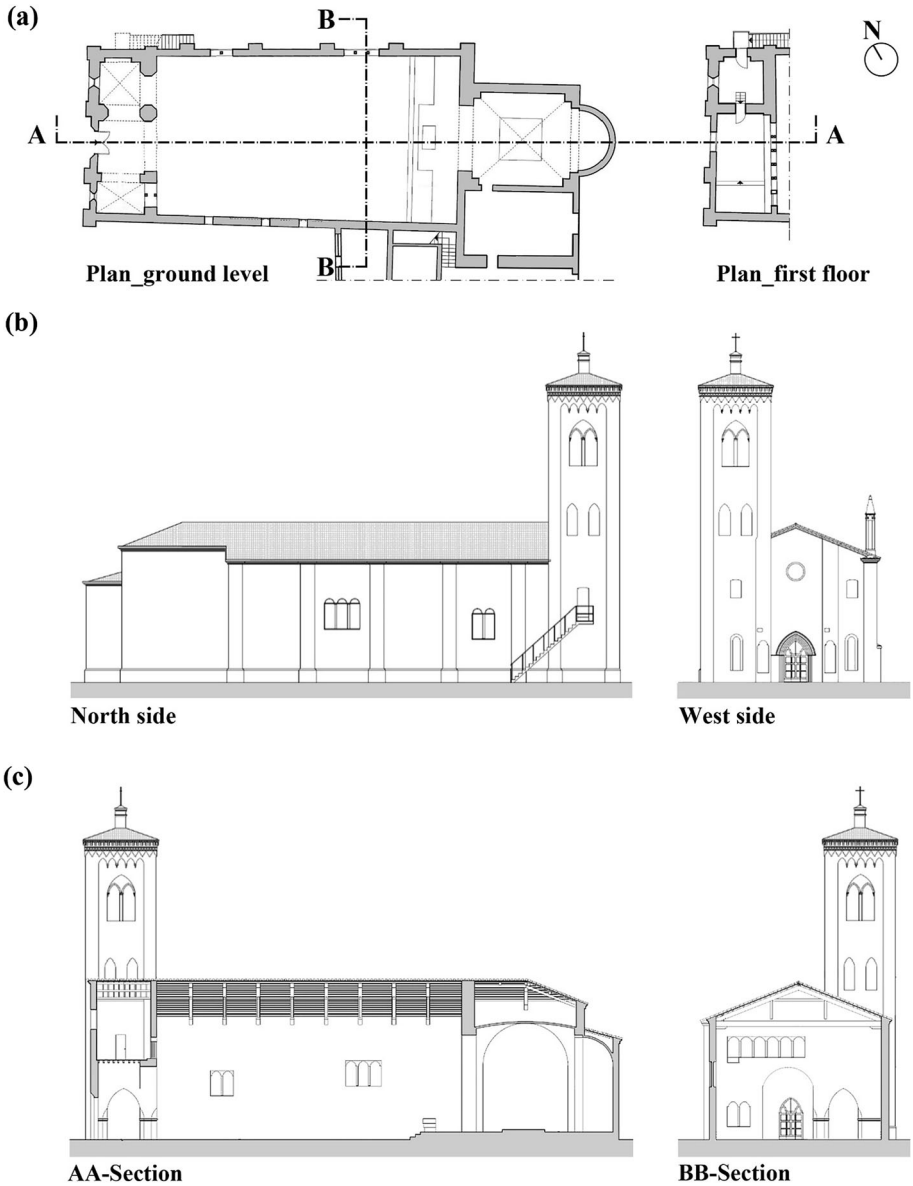 (a)
B
N
A
A
B
Plan_ground level
Plan_first floor
(b)
North side
West side
(c)
AA-Section
BB-Section